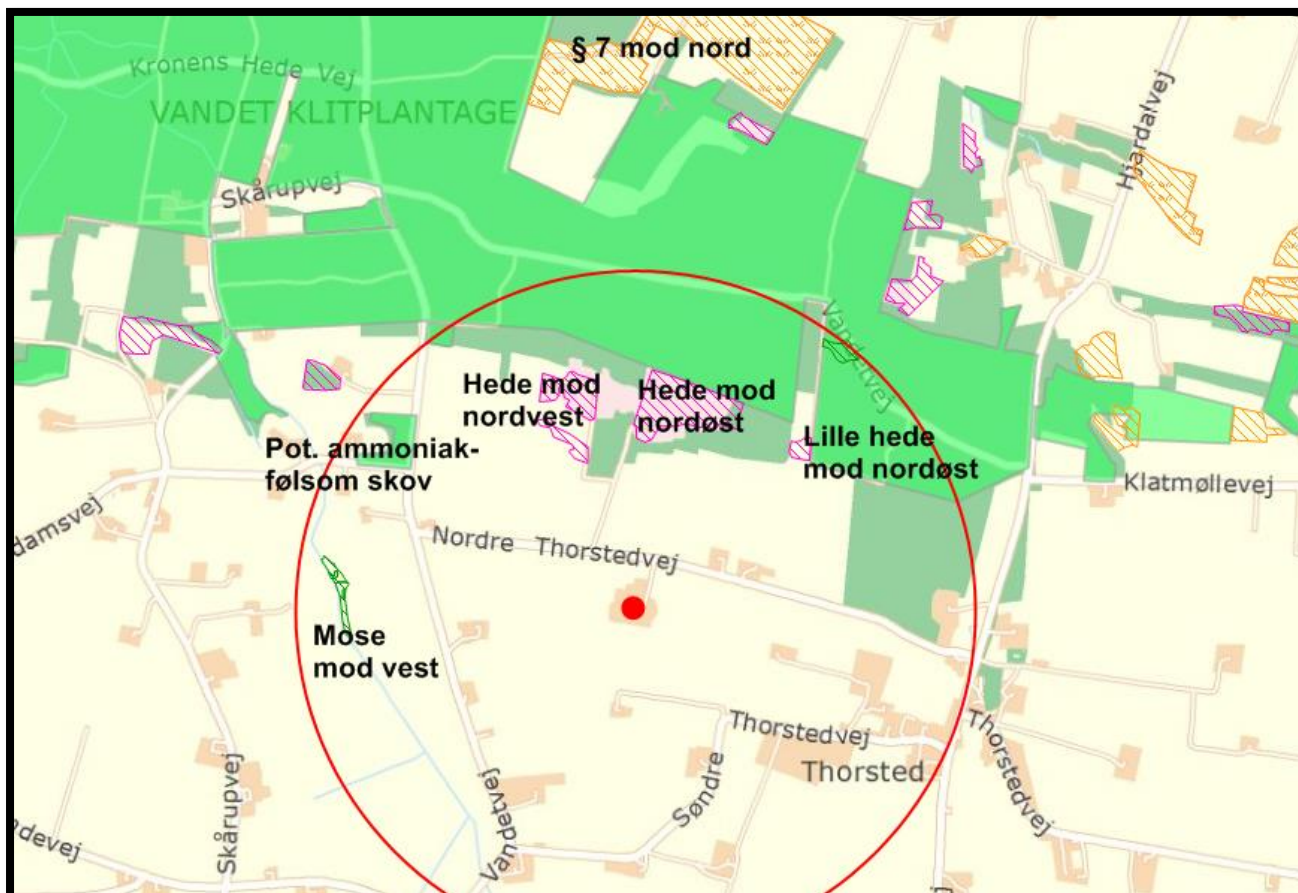 § 7 mod nord
Kronens Hede Vej
VANDET KLITPLANTAGE
Hjardalvej
Skårupvej
Vandetvej
Hede mod
nordvest
Hede mod
nordøst
Lille hede
mod nordøst
Pot. ammoniak-
følsom skov
Klatmøllevej
damsvej
Nordre Thorstedvej
Mose
mod vest
Thorstedvej
Thorsted
Søndre
Thorstedvej
Vandetvej
Skårupvej
ndevej
ej